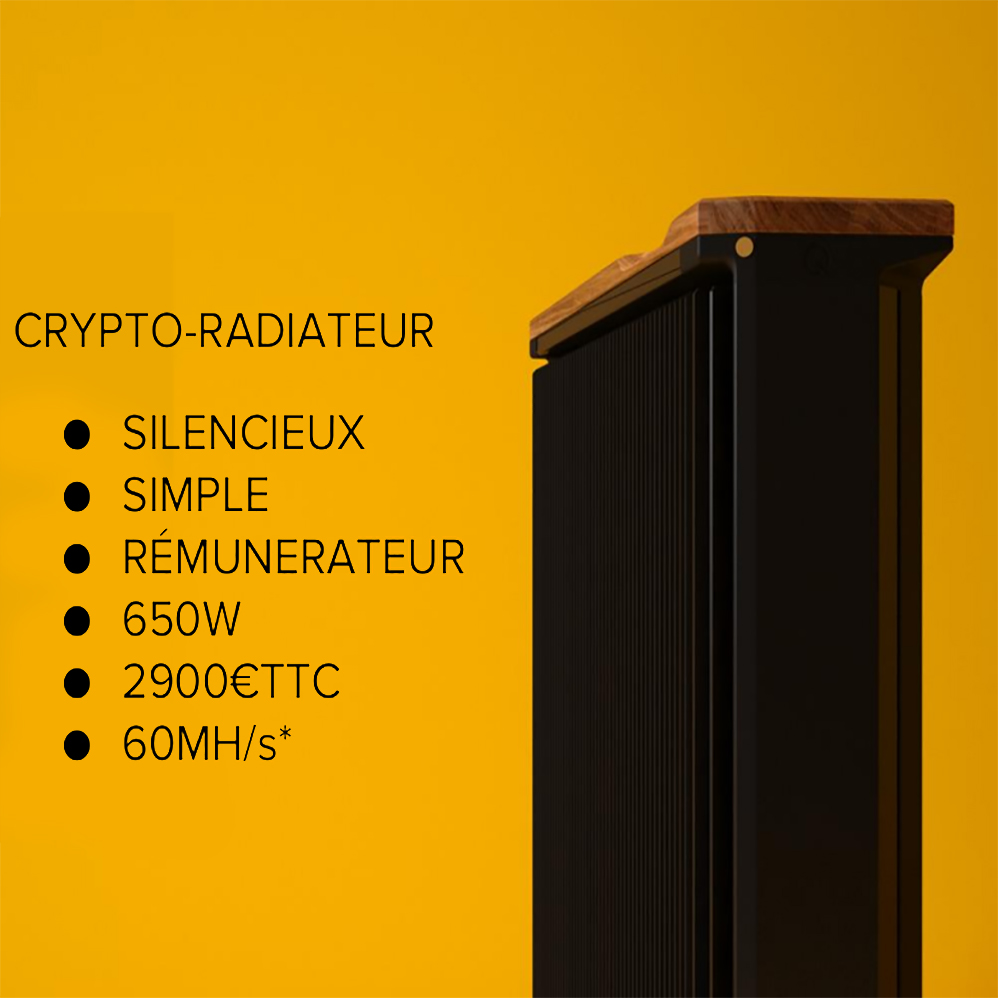 CRYPTO-RADIATEUR
● SILENCIEUX
● SIMPLE
● RÉMUNERATEUR
● 650W
● 2900€TTC
● 60MH/s*